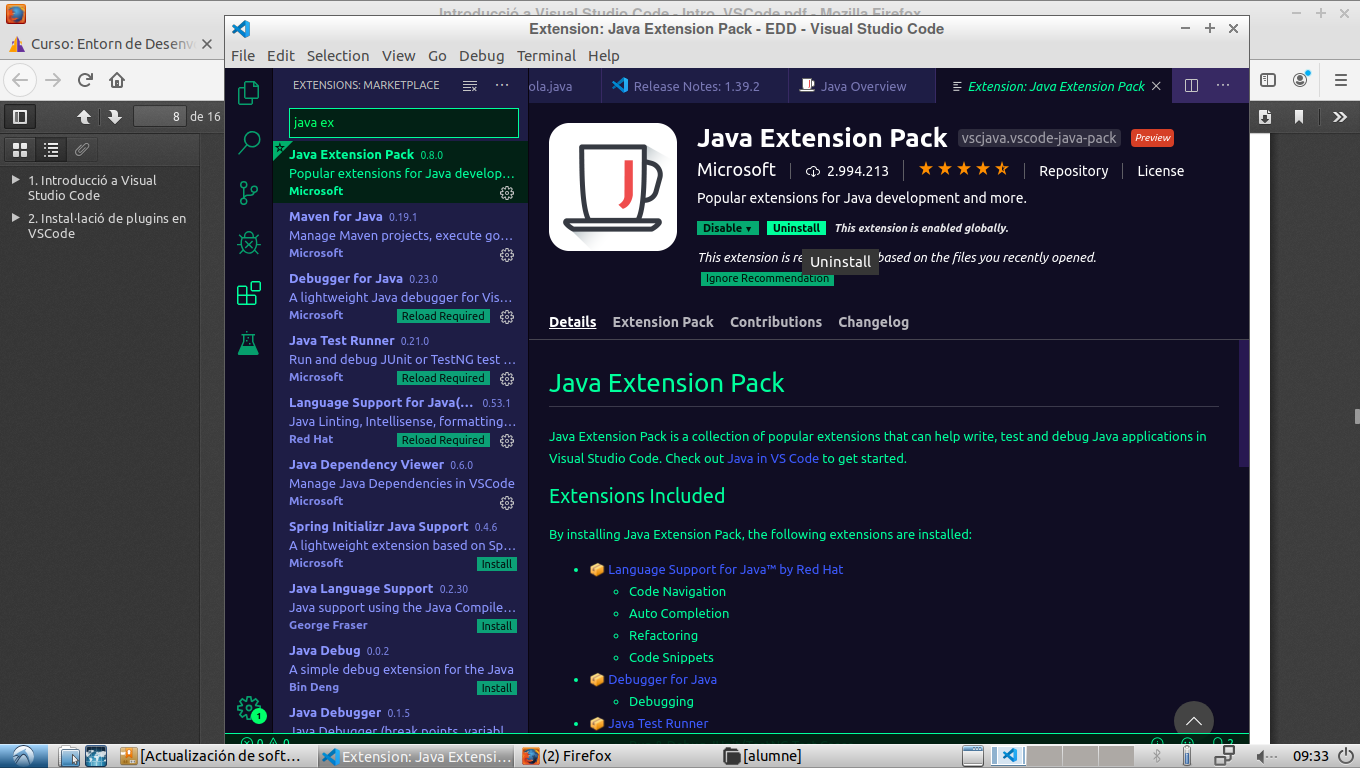 Introducció a Visual Studio Code - Intro_VSCode.pdf - Mozilla Firefox
Curso: Entorn de Desenv
8 de 16
1. Introducció a Visual
Studio Code
2. Instal·lació de plugins en
VSCode
Extension: Java Extension Pack - EDD - Visual Studio Code
File Edit Selection View Go Debug Terminal Help
EXTENSIONS: MARKETPLACE
ola.java
Release Notes: 1.39.2
Java Overview
Extension: Java Extension Pack
java ex
Java Extension Pack 0.8.0
Popular extensions for Java develop...
Microsoft
Maven for Java 0.19.1
Manage Maven projects, execute go...
Microsoft
Debugger for Java 0.23.0
A lightweight Java debugger for Vis...
Microsoft Reload Required
Java Test Runner 0.21.0
Run and debug JUnit or TestNG test ...
Microsoft Reload Required
Language Support for Java(... 0.53.1
Java Linting, Intellisense, formatting...
Red Hat Reload Required
Java Dependency Viewer 0.6.0
Manage Java Dependencies in VSCode
Microsoft
Spring Initializr Java Support 0.4.6
A lightweight extension based on Sp...
Microsoft Install
Java Language Support 0.2.30
Java support using the Java Compile...
George Fraser Install
Java Debug 0.0.2
A simple debug extension for the Java
Bin Deng Install
Java Debugger 0.1.5
Java Debugger (break points, variabl
Java Extension Pack vscjava.vscode-java-pack Preview
Microsoft 2.994.213 Repository License
Popular extensions for Java development and more.
Disable Uninstall This extension is enabled globally.
This extension is re based on the files you recently opened.
Uninstall
Ignore Recommendation
Details Extension Pack Contributions Changelog
Java Extension Pack
Java Extension Pack is a collection of popular extensions that can help write, test and debug Java applications in
Visual Studio Code. Check out Java in VS Code to get started.
Extensions Included
By installing Java Extension Pack, the following extensions are installed:
Language Support for Java™ by Red Hat
Code Navigation
Auto Completion
Refactoring
Code Snippets
Debugger for Java
Debugging
Java Test Runner
1
0 0
2
[Actualización de soft... Extension: Java Extensi... (2) Firefox [alumne] 09:33